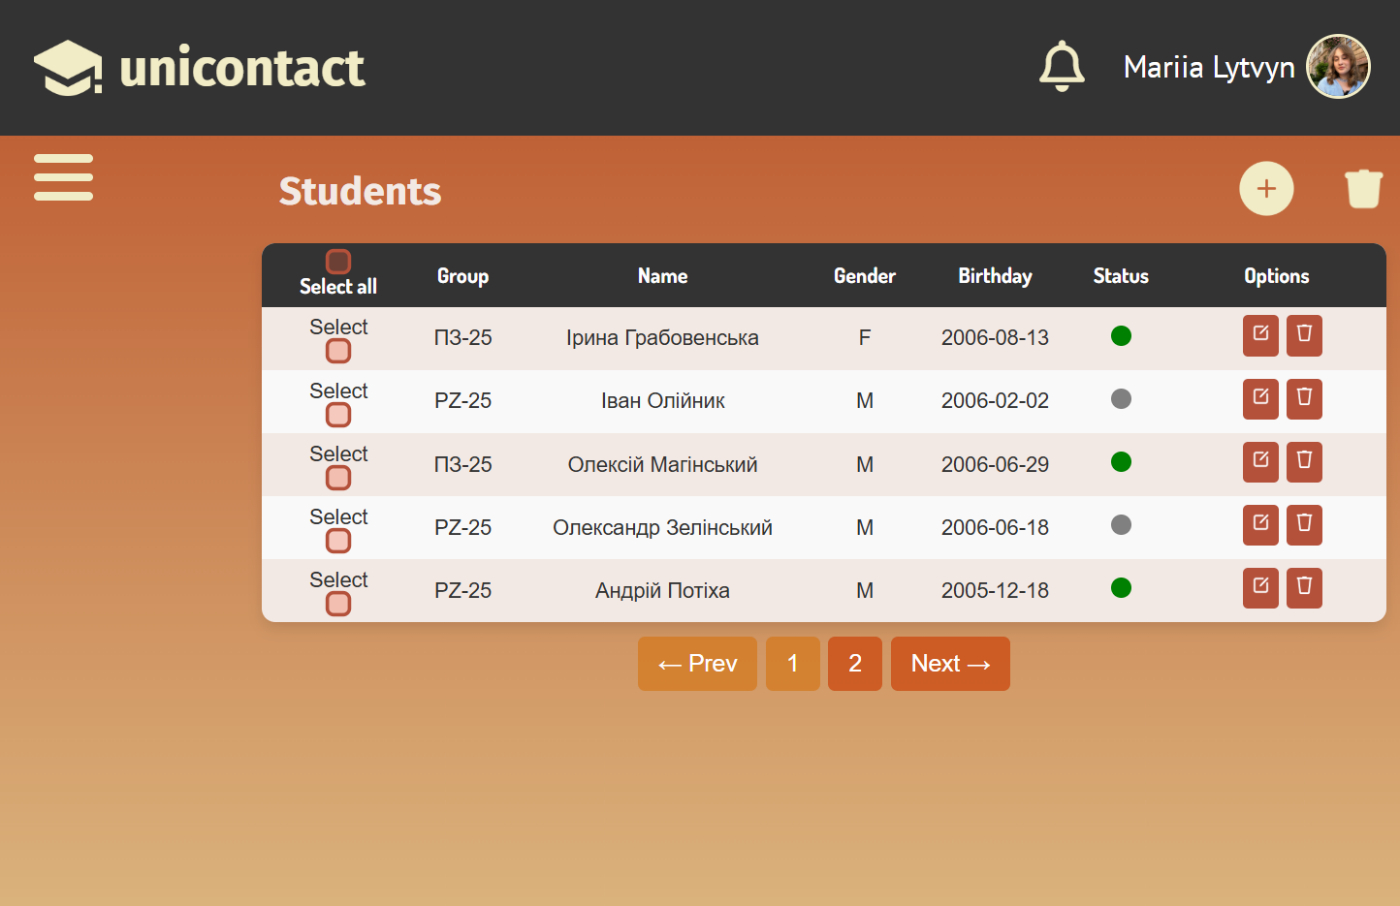 unicontact
Mariia Lytvyn
Students
+
Select all Group Name Gender Birthday Status Options
Select ПЗ-25 Ірина Грабовенська F 2006-08-13
Select PZ-25 Іван Олійник M 2006-02-02
Select ПЗ-25 Олексій Магінський M 2006-06-29
Select PZ-25 Олександр Зелінський M 2006-06-18
Select PZ-25 Андрій Потіха M 2005-12-18
← Prev 1 2 Next →